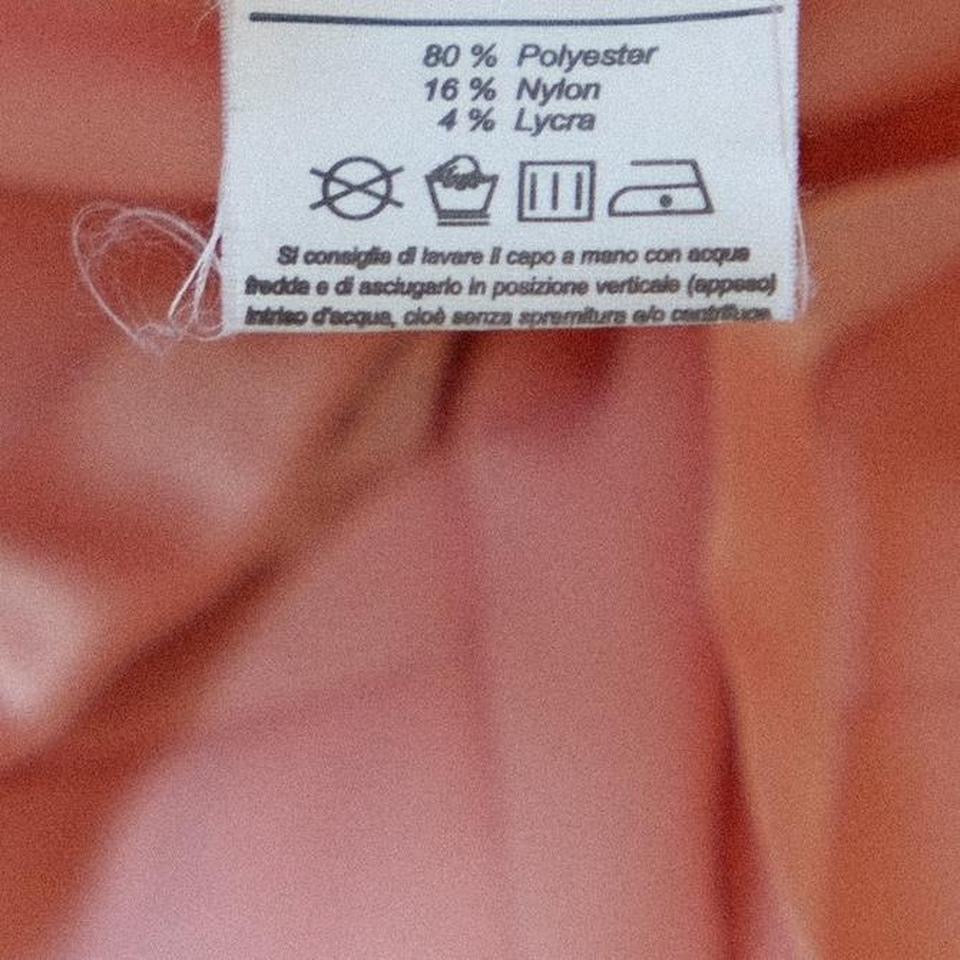 80 % Polyester
16 % Nylon
4 % Lycra
Si consiglia di lavare il capo a mano con acqua
fredda e di asciugarlo in posizione verticale (appeso)
intriso d'acqua, cioè senza spremitura e/o centrifuga.